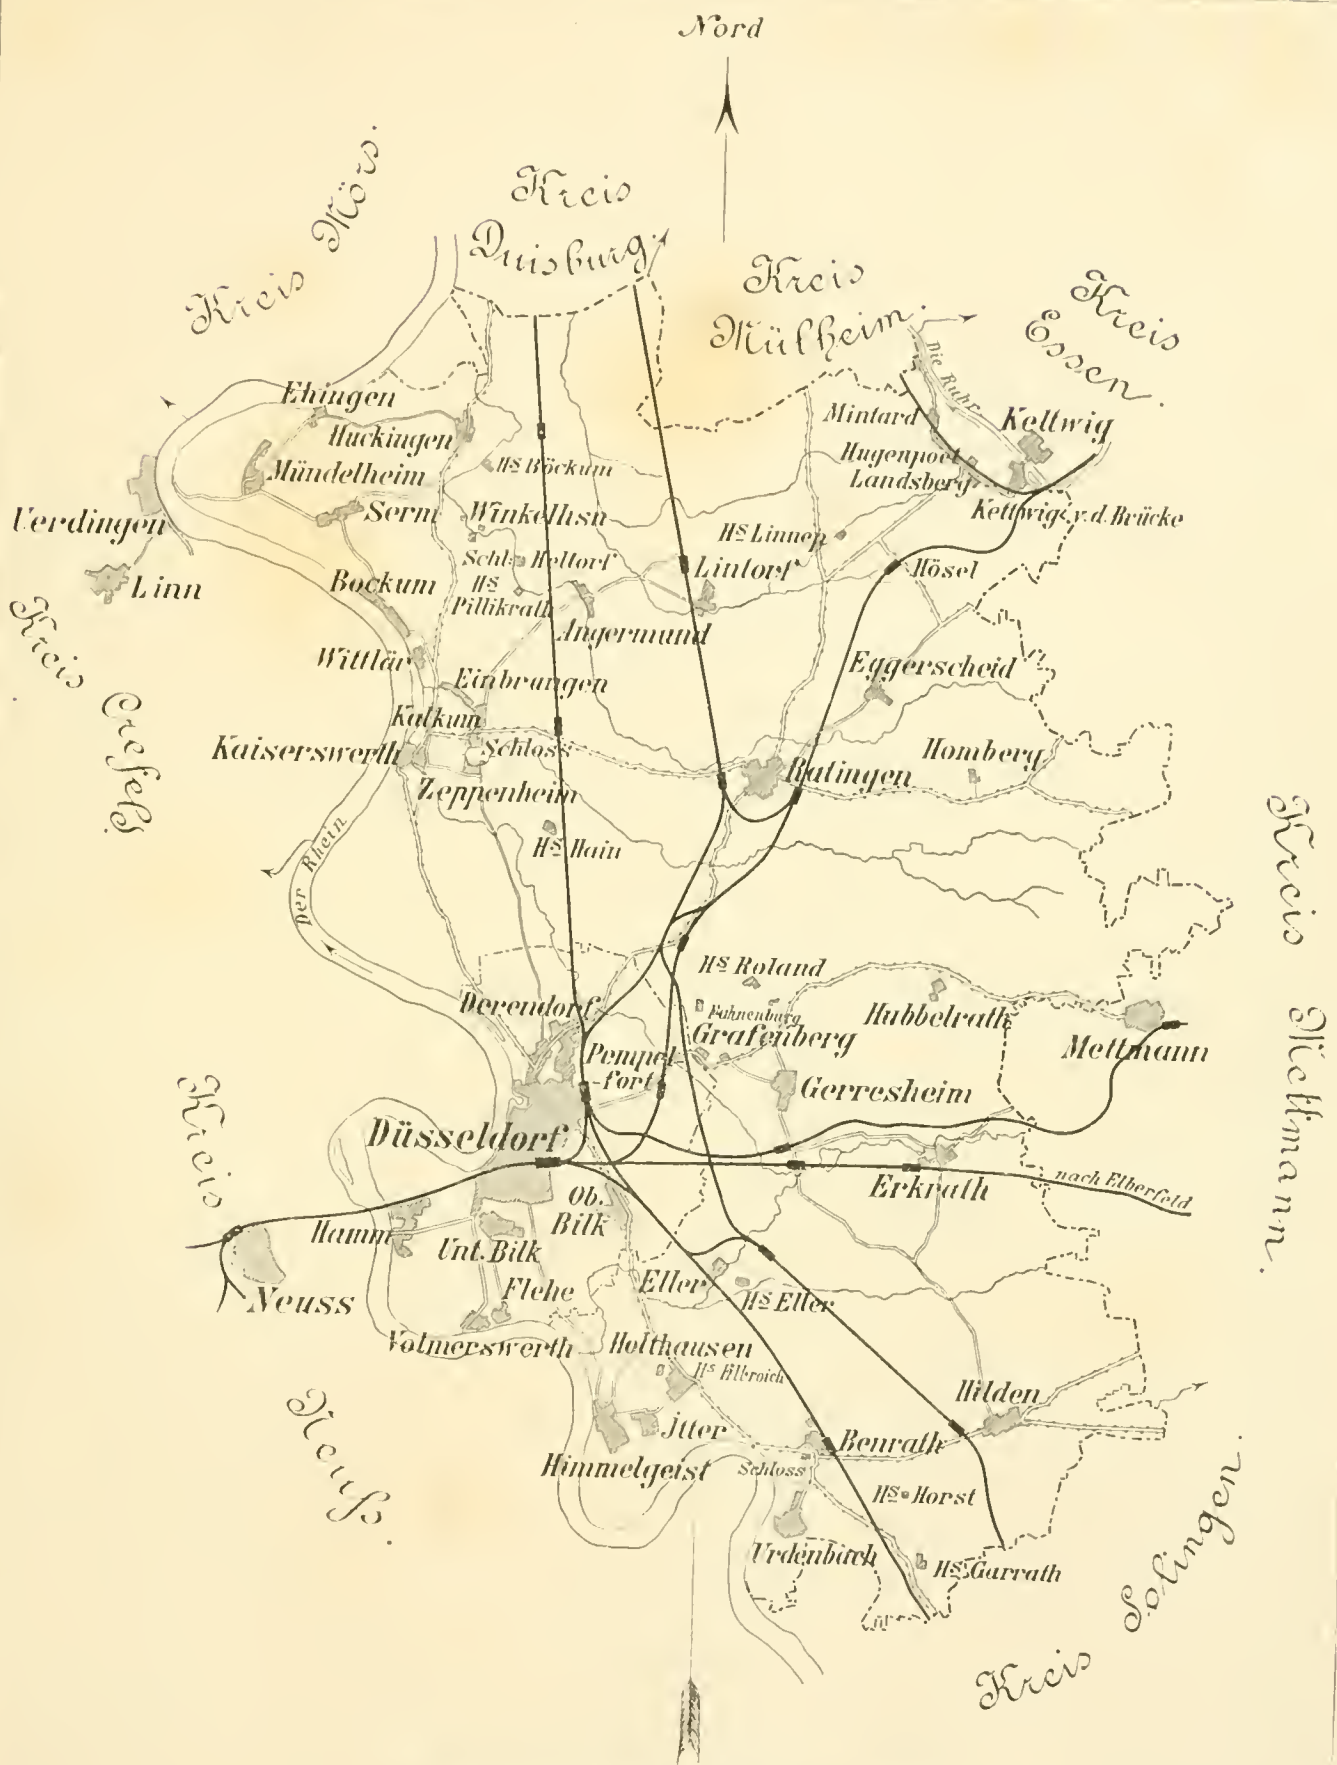 Nord
Kreis Mörs.
Kreis
Duisburg.
Kreis
Mülheim.
Kreis
Essen.
Die Ruhr
Ehingen
Huckingen
Mintard
Kettwig
Hugenpoet
Landsberg
Mündelheim
Hs Böckum
Uerdingen
Serm
Winkelhsn
Kettwig v. d. Brücke
Hs Linnep
Linn
Bockum
Schl. Heltorf
Hs
Pillikrath
Lintorf
Hösel
Angermund
Kreis Crefeld
Wittlär
Einbrungen
Eggerscheid
Kalkum
Kaiserswerth
Schloss
Ratingen
Homberg
Zeppenheim
Hs Hain
Der Rhein
Kreis Mettmann.
Hs Roland
Derendorf
Fahnenburg
Hubbelrath
Grafenberg
Mettmann
Pempel
-fort
Gerresheim
Düsseldorf
Erkrath
nach Elberfeld
Kreis
Neuss.
Hamm
Ob.
Bilk
Unt. Bilk
Neuss
Flehe
Eller
Hs Eller
Volmerswerth
Holthausen
Hs Elbroich
Hilden
Itter
Benrath
Himmelgeist
Schloss
Hs Horst
Urdenbach
Hs Garrath
Kreis Solingen.